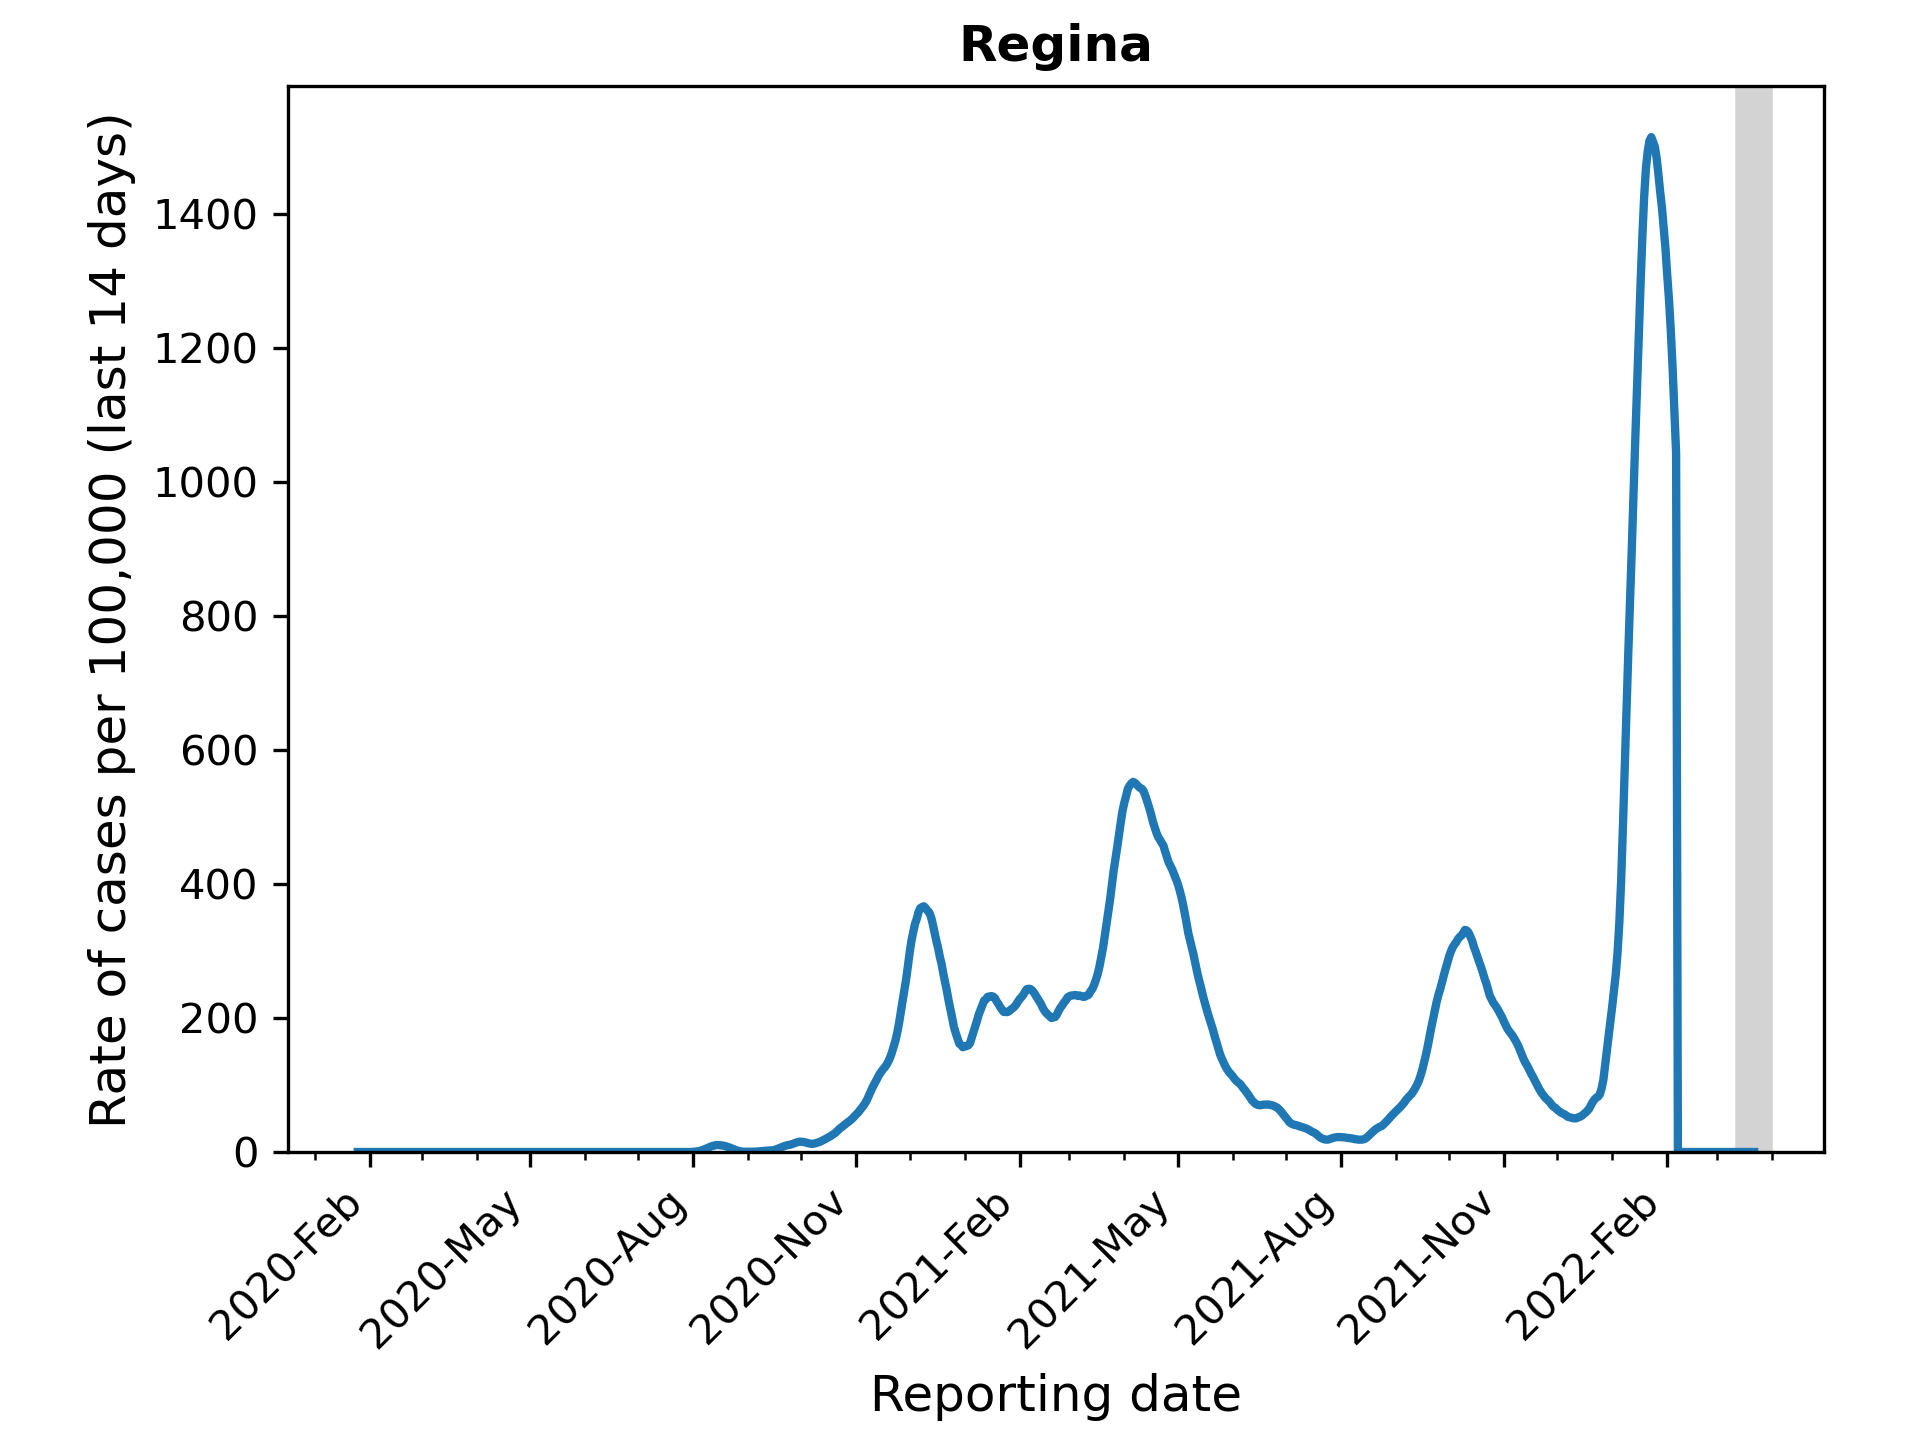 Regina
Rate of cases per 100,000 (last 14 days)
1400
1200
1000
800
600
400
200
0
2020-Feb
2020-May
2020-Aug
2020-Nov
2021-Feb
2021-May
2021-Aug
2021-Nov
2022-Feb
Reporting date